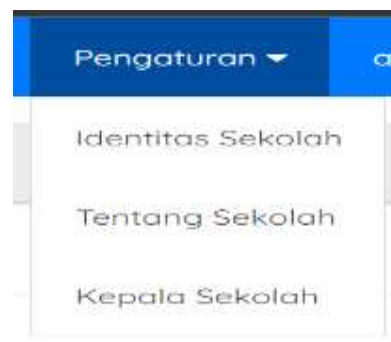 Pengaturan
Identitas Sekolah
Tentang Sekolah
Kepala Sekolah